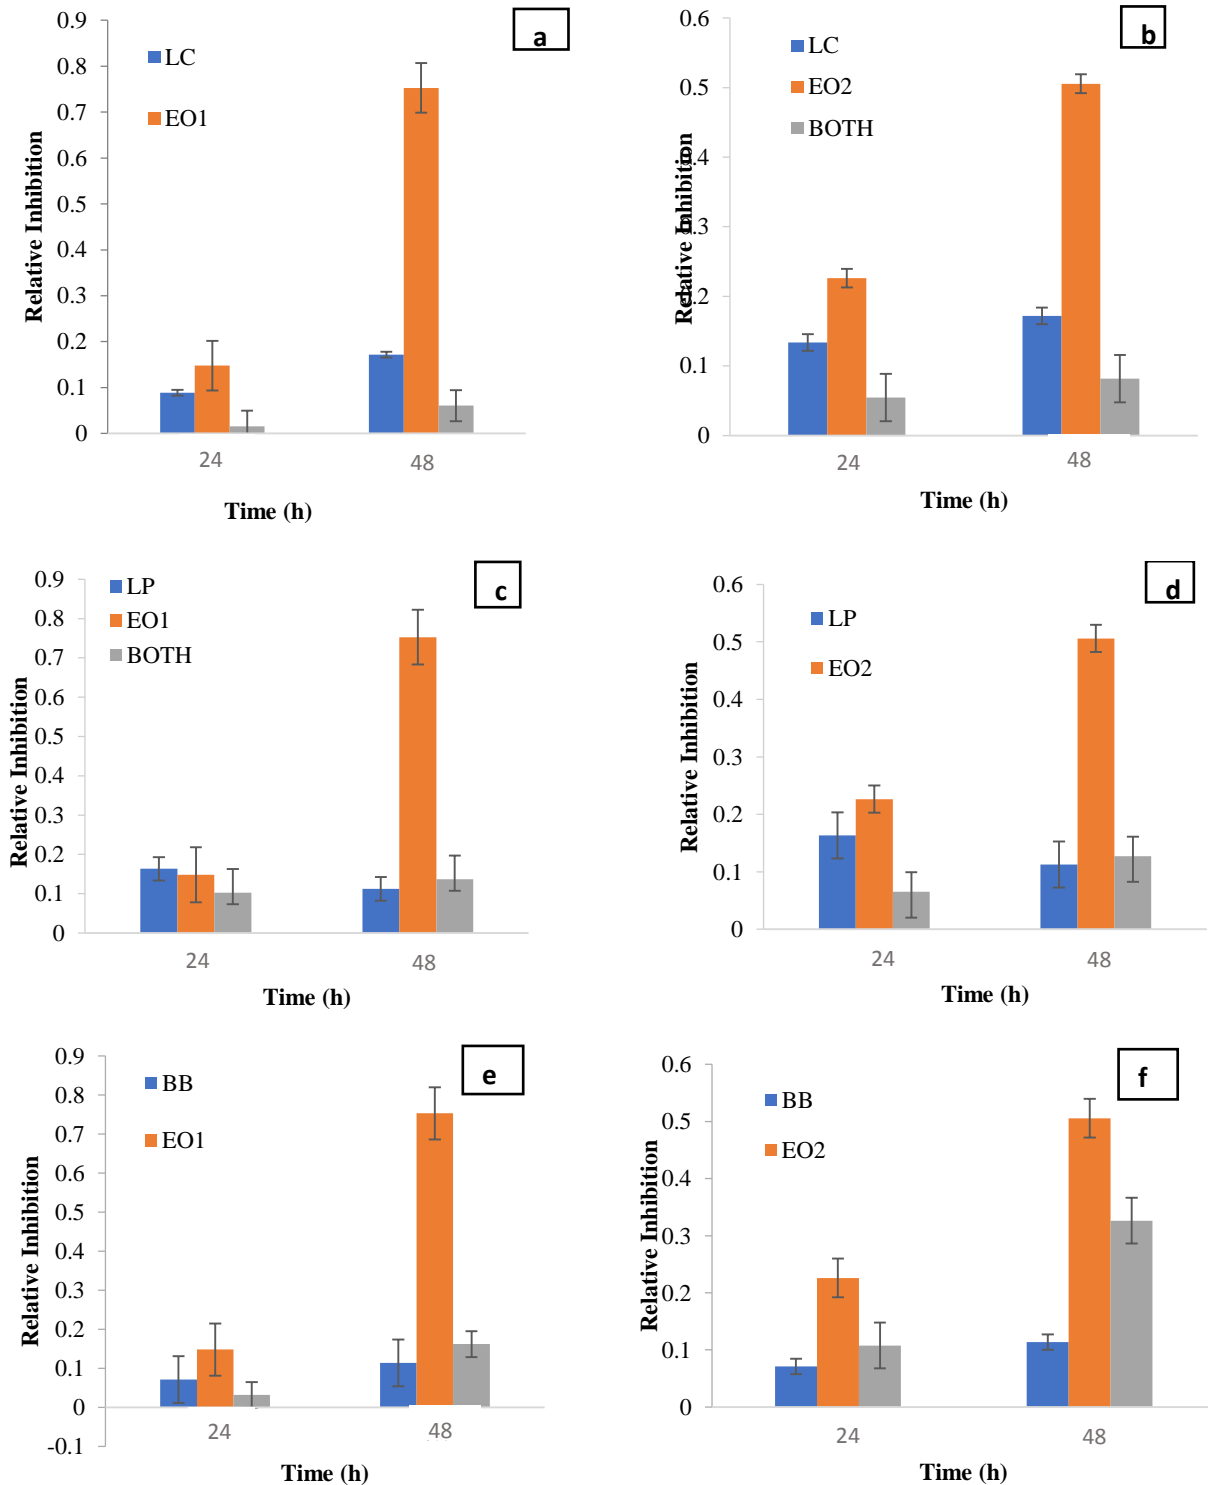 a
0.9
0.8
0.7
0.6
0.5
0.4
0.3
0.2
0.1
0
Relative Inhibition
LC
EO1
24
48
Time (h)
b
0.6
0.5
0.4
0.3
0.2
0.1
0
Relative Inhibition
LC
EO2
BOTH
24
48
Time (h)
c
0.9
0.8
0.7
0.6
0.5
0.4
0.3
0.2
0.1
0
Relative Inhibition
LP
EO1
BOTH
24
48
Time (h)
d
0.6
0.5
0.4
0.3
0.2
0.1
0
Relative Inhibition
LP
EO2
24
48
Time (h)
e
0.9
0.8
0.7
0.6
0.5
0.4
0.3
0.2
0.1
0
-0.1
Relative Inhibition
BB
EO1
24
48
Time (h)
f
0.6
0.5
0.4
0.3
0.2
0.1
0
Relative Inhibition
BB
EO2
24
48
Time (h)